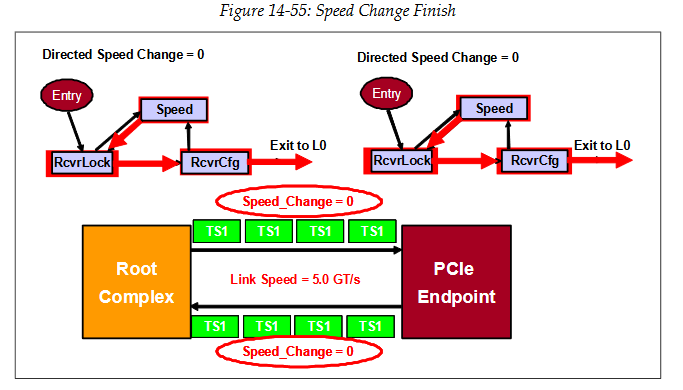 Figure 14-55: Speed Change Finish
Directed Speed Change = 0
Directed Speed Change = 0
Entry
Speed
RcvrLock
RcvrCfg
Exit to L0
Entry
Speed
RcvrLock
RcvrCfg
Exit to L0
Speed_Change = 0
TS1 TS1 TS1 TS1
Root
Complex
Link Speed = 5.0 GT/s
PCIe
Endpoint
TS1 TS1 TS1 TS1
Speed_Change = 0